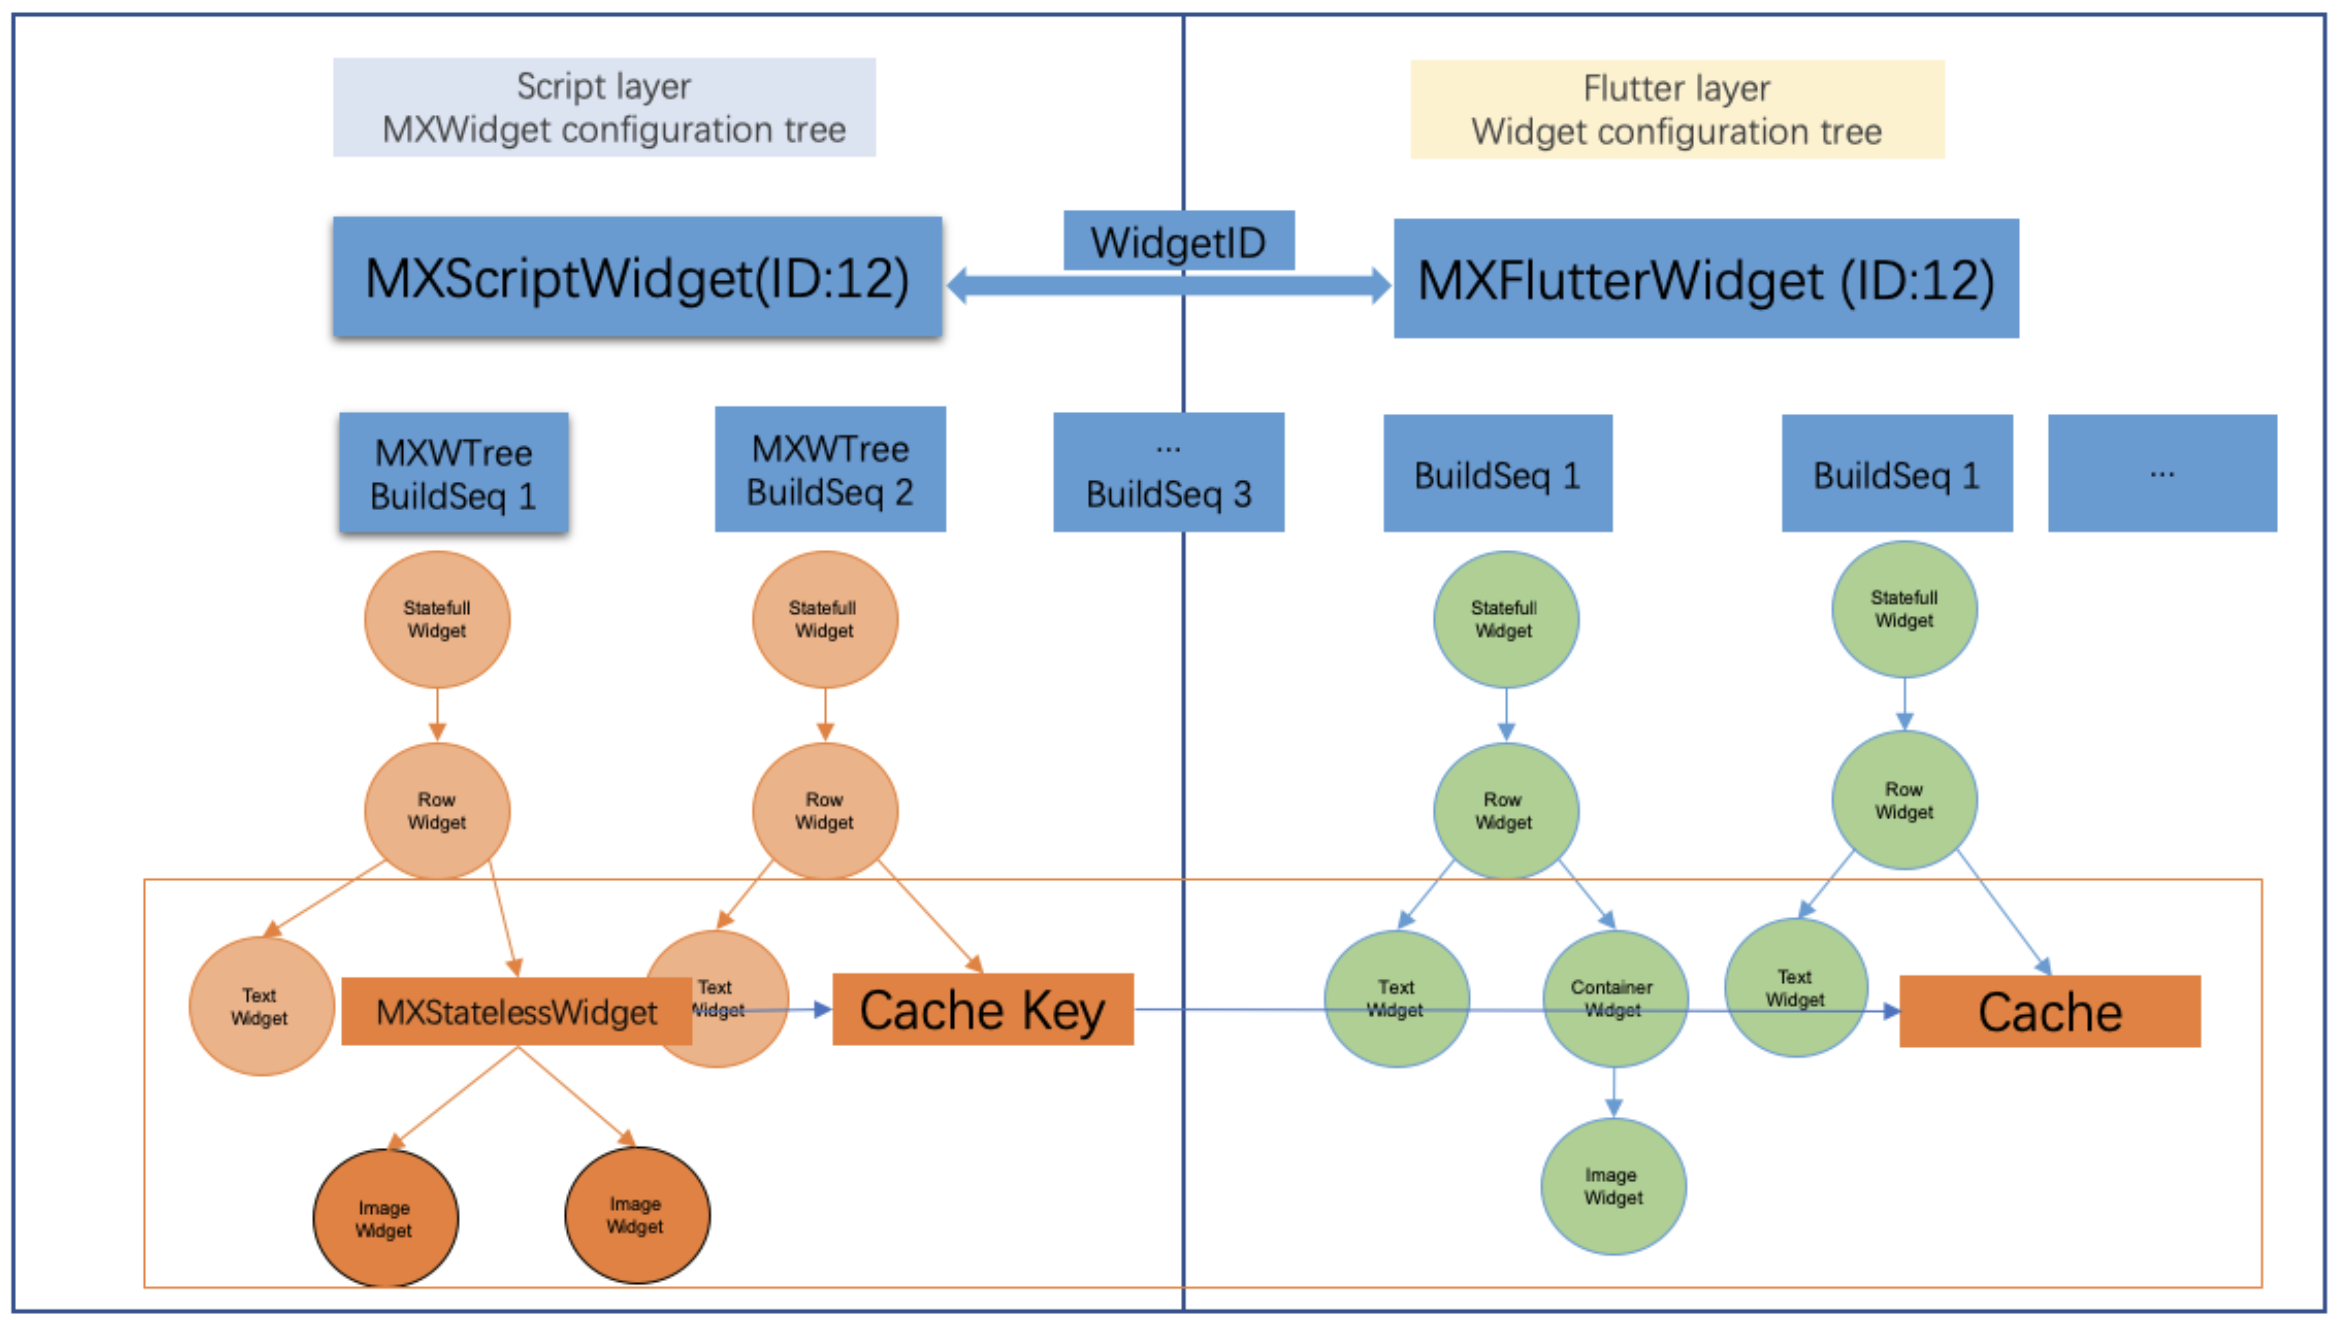 Script layer
MXWidget configuration tree
Flutter layer
Widget configuration tree
MXScriptWidget(ID:12)
WidgetID
MXFlutterWidget (ID:12)
MXWTree
BuildSeq 1
MXWTree
BuildSeq 2
...
BuildSeq 3
BuildSeq 1
BuildSeq 1
...
Statefull
Widget
Statefull
Widget
Statefull
Widget
Statefull
Widget
Row
Widget
Row
Widget
Row
Widget
Row
Widget
Text
Widget
MXStatelessWidget
Text
Widget
Cache Key
Text
Widget
Container
Widget
Text
Widget
Cache
Image
Widget
Image
Widget
Image
Widget